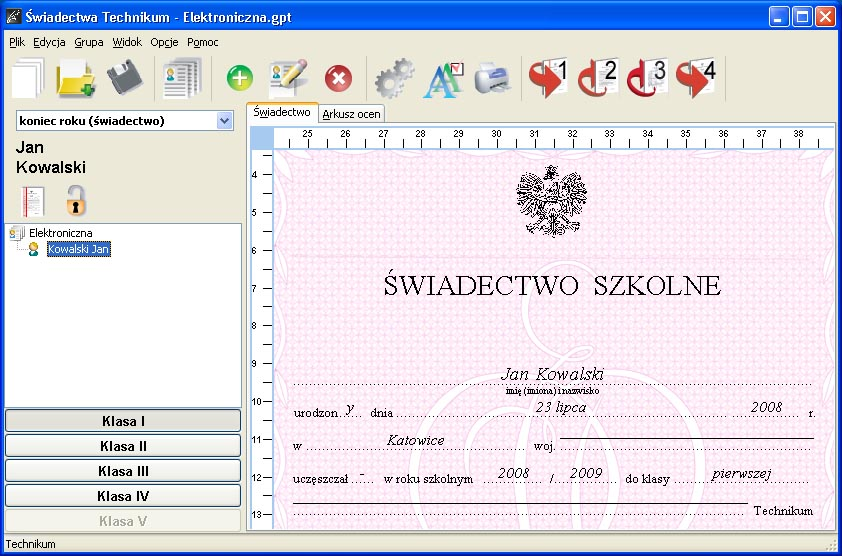 Świadectwa Technikum - Elektroniczna.gpt
Plik Edycja Grupa Widok Opcje Pomoc
1 2 3 4
koniec roku (świadectwo)
Jan
Kowalski
Elektroniczna
Kowalski Jan
Klasa I
Klasa II
Klasa III
Klasa IV
Klasa V
Świadectwo Arkusz ocen
25 26 27 28 29 30 31 32 33 34 35 36 37 38
4
5
6
7
8
9
10
11
12
13
ŚWIADECTWO SZKOLNE
Jan Kowalski
imię (imiona) i nazwisko
urodzon y dnia 23 lipca 2008 r.
w Katowice woj.
uczęszczał - w roku szkolnym 2008 / 2009 do klasy pierwszej
Technikum
Technikum